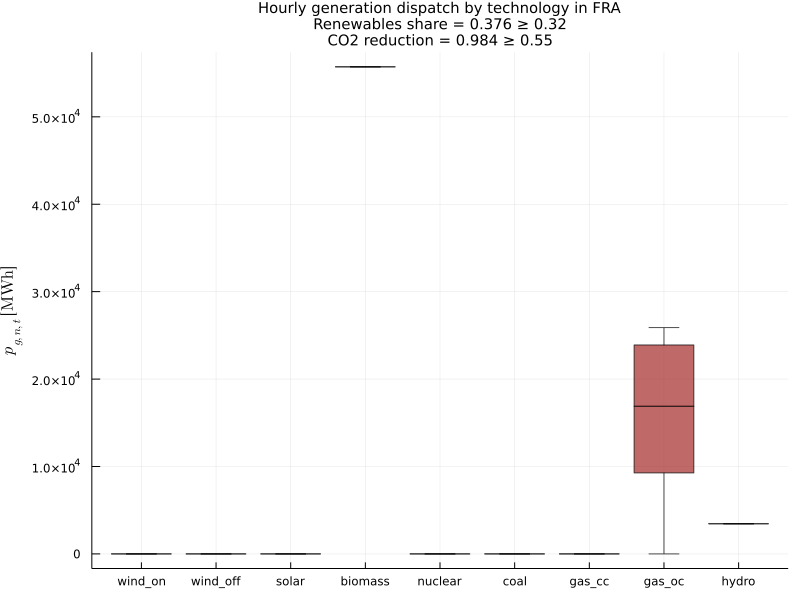 Hourly generation dispatch by technology in FRA
Renewables share = 0.376 ≥ 0.32
CO2 reduction = 0.984 ≥ 0.55
p_{g,n,t} [MWh]
5.0×10⁴
4.0×10⁴
3.0×10⁴
2.0×10⁴
1.0×10⁴
0
wind_on wind_off solar biomass nuclear coal gas_cc gas_oc hydro